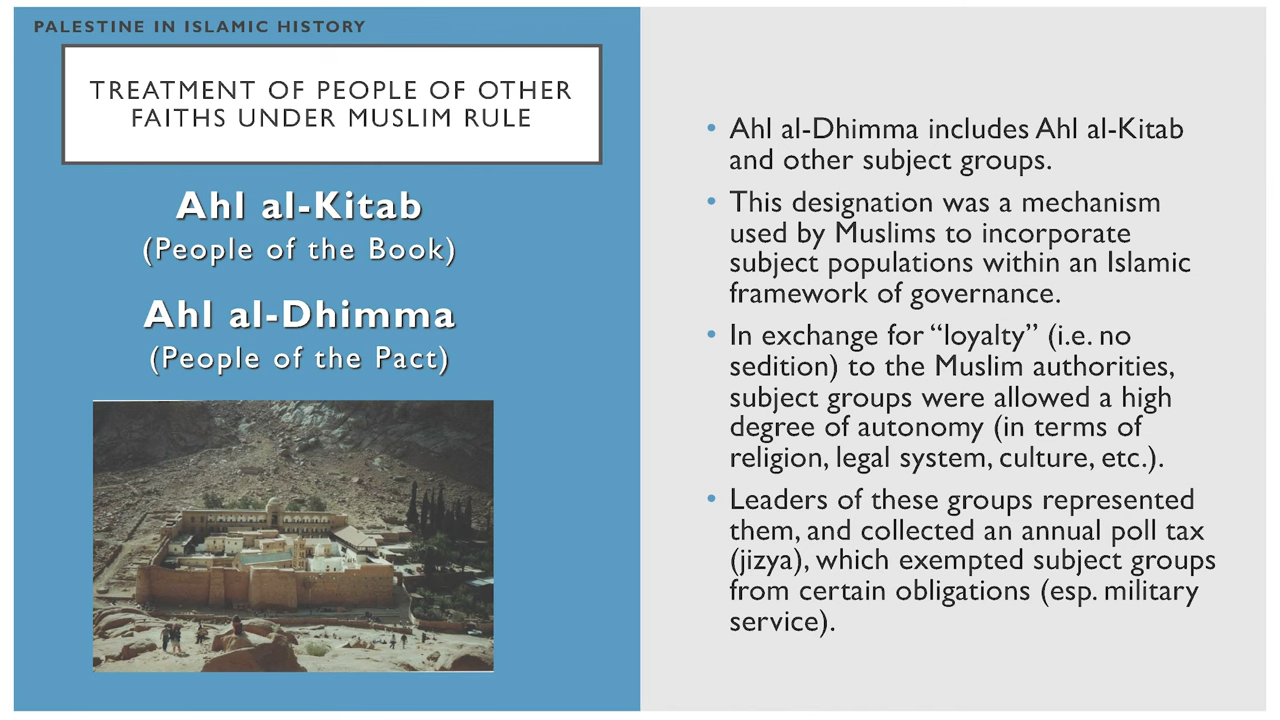 PALESTINE IN ISLAMIC HISTORY
TREATMENT OF PEOPLE OF OTHER
FAITHS UNDER MUSLIM RULE
Ahl al-Kitab
(People of the Book)
Ahl al-Dhimma
(People of the Pact)
• Ahl al-Dhimma includes Ahl al-Kitab
and other subject groups.
• This designation was a mechanism
used by Muslims to incorporate
subject populations within an Islamic
framework of governance.
• In exchange for “loyalty” (i.e. no
sedition) to the Muslim authorities,
subject groups were allowed a high
degree of autonomy (in terms of
religion, legal system, culture, etc.).
• Leaders of these groups represented
them, and collected an annual poll tax
(jizya), which exempted subject groups
from certain obligations (esp. military
service).